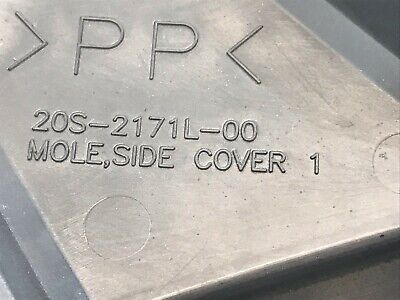 >PP<
20S-2171L-00
MOLE,SIDE COVER 1